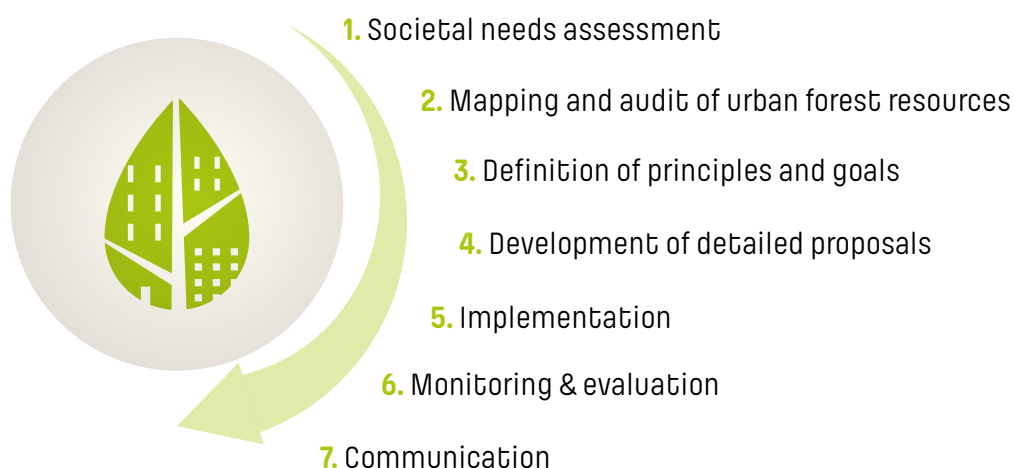 1. Societal needs assessment
2. Mapping and audit of urban forest resources
3. Definition of principles and goals
4. Development of detailed proposals
5. Implementation
6. Monitoring & evaluation
7. Communication